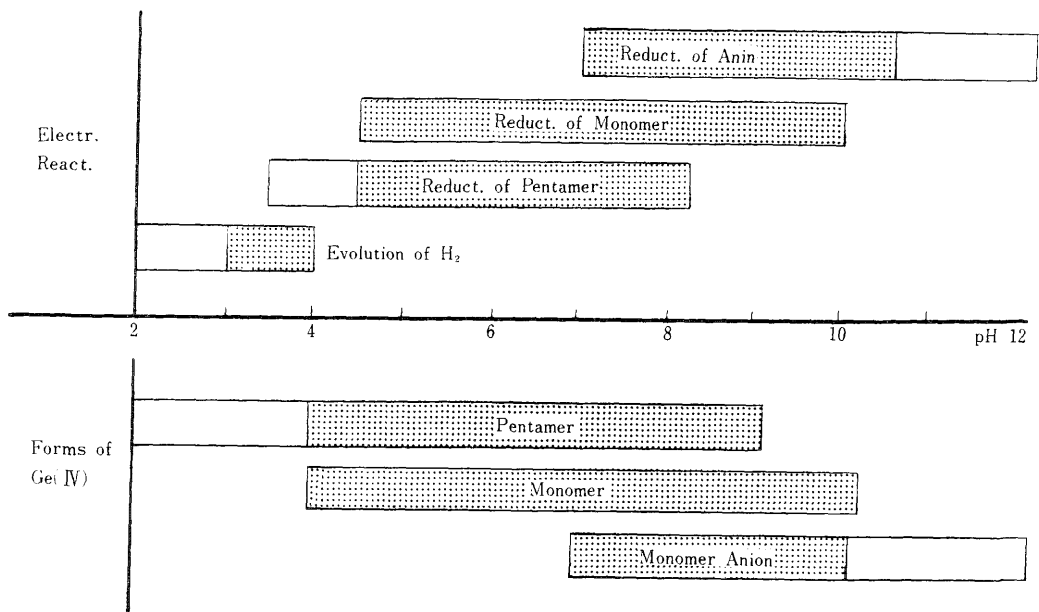 Reduct. of Anin
Reduct. of Monomer
Electr.
React.
Reduct. of Pentamer
Evolution of H₂
2 4 6 8 10 pH 12
Pentamer
Forms of
Ge(Ⅳ)
Monomer
Monomer Anion